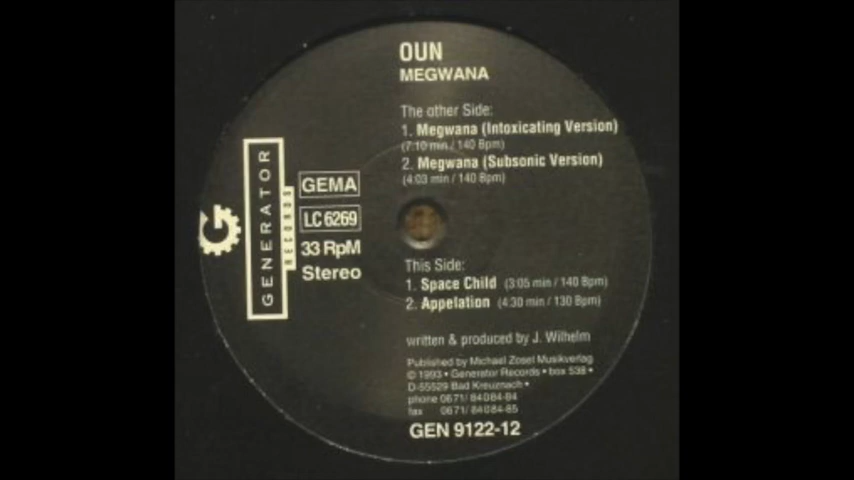 OUN
MEGWANA
The other Side:
1. Megwana (Intoxicating Version)
(7:10 min / 140 Bpm)
2. Megwana (Subsonic Version)
(4:03 min / 140 Bpm)
G
GENERATOR
RECORDS
GEMA
LC 6269
33 RpM
Stereo
This Side:
1. Space Child (3:05 min / 140 Bpm)
2. Appelation (4:30 min / 130 Bpm)
written & produced by J. Wilhelm
Published by Michael Zosel Musikverlag
© 1993 • Generator Records • box 538 •
D-55529 Bad Kreuznach •
phone 0671/ 84084-84
fax 0671/ 84084-85
GEN 9122-12